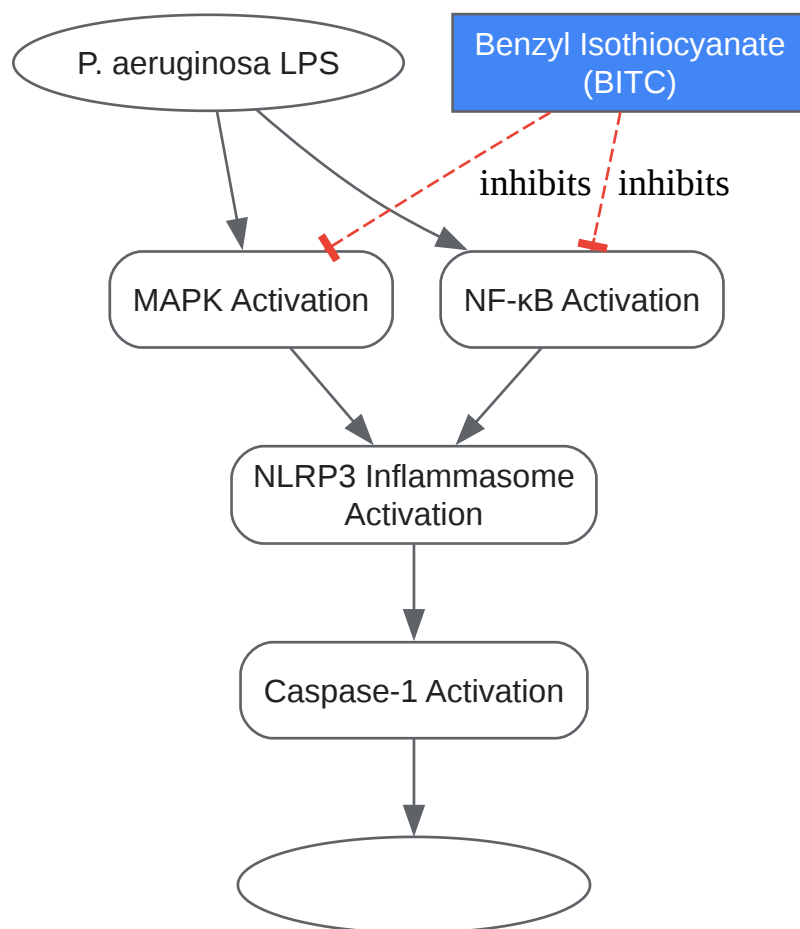 P. aeruginosa LPS
Benzyl Isothiocyanate
(BITC)
inhibits
inhibits
MAPK Activation
NF-κB Activation
NLRP3 Inflammasome
Activation
Caspase-1 Activation